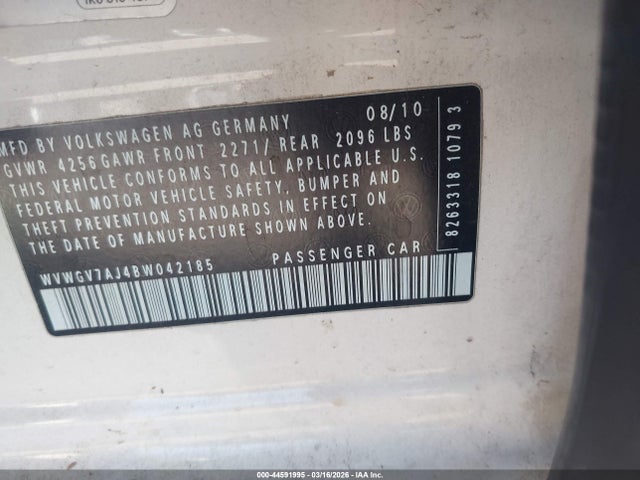 MFD BY VOLKSWAGEN AG GERMANY 08/10
GVWR 4256 GAWR FRONT 2271/ REAR 2096 LBS
THIS VEHICLE CONFORMS TO ALL APPLICABLE U.S.
FEDERAL MOTOR VEHICLE SAFETY, BUMPER AND
THEFT PREVENTION STANDARDS IN EFFECT ON
THE DATE OF MANUFACTURE SHOWN ABOVE.
WVWGV7AJ4BW042185 PASSENGER CAR
8263318 1079 3
000-44591995 - 03/16/2026 - IAA Inc.